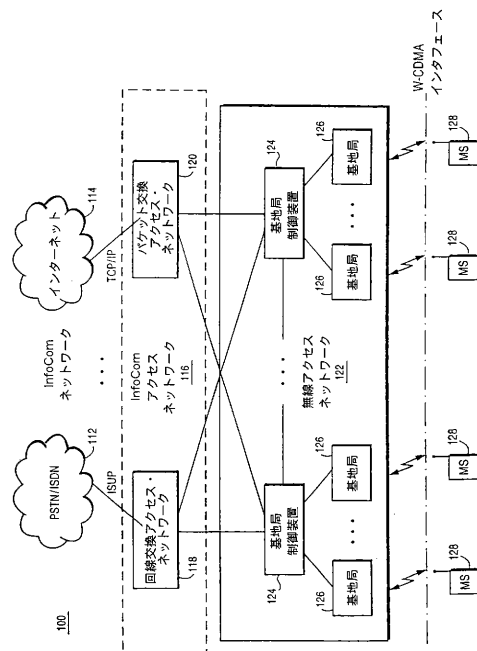 100
InfoCom
ネットワーク
PSTN/ISDN
112
インターネット
114
ISUP
TCP/IP
InfoCom
アクセス
ネットワーク
116
回線交換アクセス・
ネットワーク
118
パケット交換
アクセス・
ネットワーク
120
基地局
制御装置
124
基地局
制御装置
124
無線アクセス
ネットワーク
122
126
基地局
126
基地局
126
基地局
126
基地局
W-CDMA
インタフェース
128
MS
128
MS
128
MS
128
MS